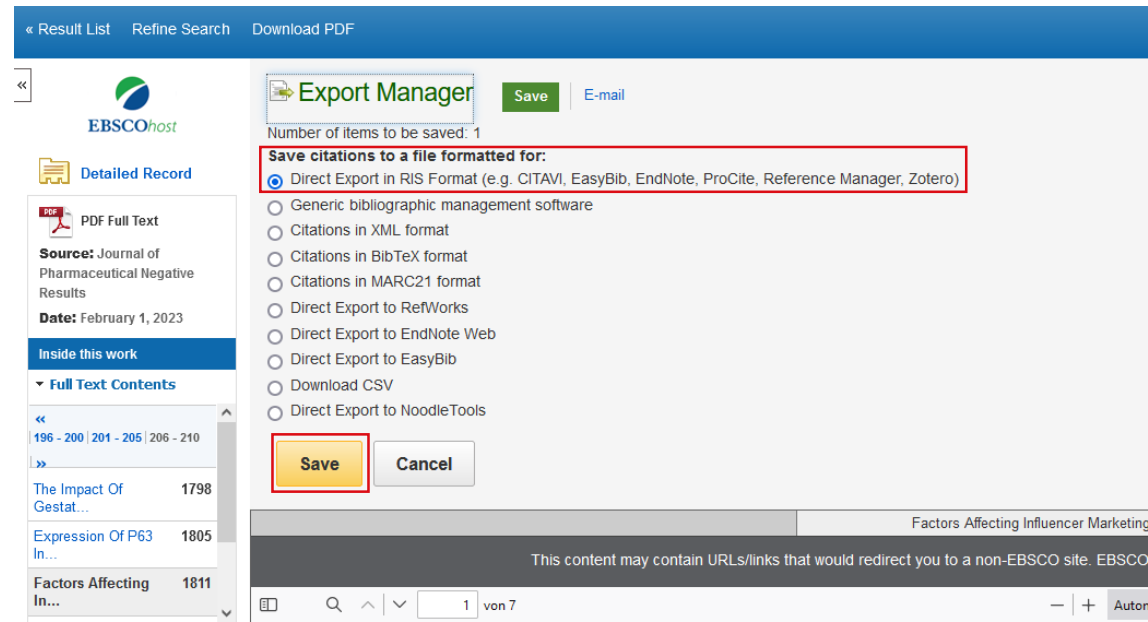 « Result List Refine Search Download PDF
«
EBSCOhost
Detailed Record
PDF
PDF Full Text
Source: Journal of
Pharmaceutical Negative
Results
Date: February 1, 2023
Inside this work
Full Text Contents
«
196 - 200 201 - 205 206 - 210
»
The Impact Of 1798
Gestat...
Expression Of P63 1805
In...
Factors Affecting 1811
In...
Export Manager Save E-mail
Number of items to be saved: 1
Save citations to a file formatted for:
Direct Export in RIS Format (e.g. CITAVI, EasyBib, EndNote, ProCite, Reference Manager, Zotero)
Generic bibliographic management software
Citations in XML format
Citations in BibTeX format
Citations in MARC21 format
Direct Export to RefWorks
Direct Export to EndNote Web
Direct Export to EasyBib
Download CSV
Direct Export to NoodleTools
Save Cancel
Factors Affecting Influencer Marketing
This content may contain URLs/links that would redirect you to a non-EBSCO site. EBSCO
1 von 7
Autom